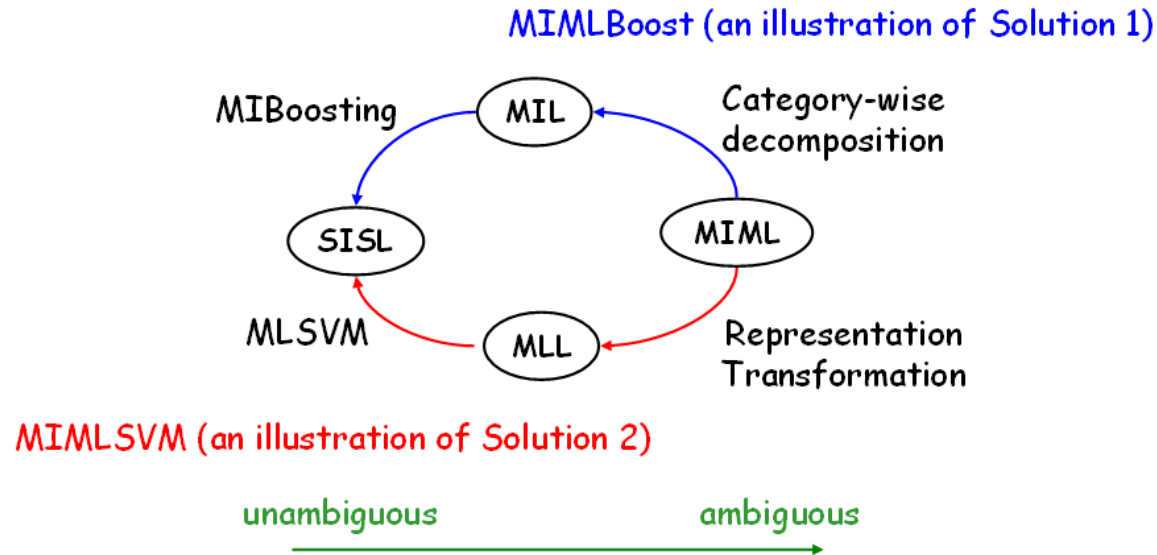 MIMLBoost (an illustration of Solution 1)
MIBoosting
MIL
Category-wise
decomposition
SISL
MIML
MLSVM
MLL
Representation
Transformation
MIMLSVM (an illustration of Solution 2)
unambiguous
ambiguous